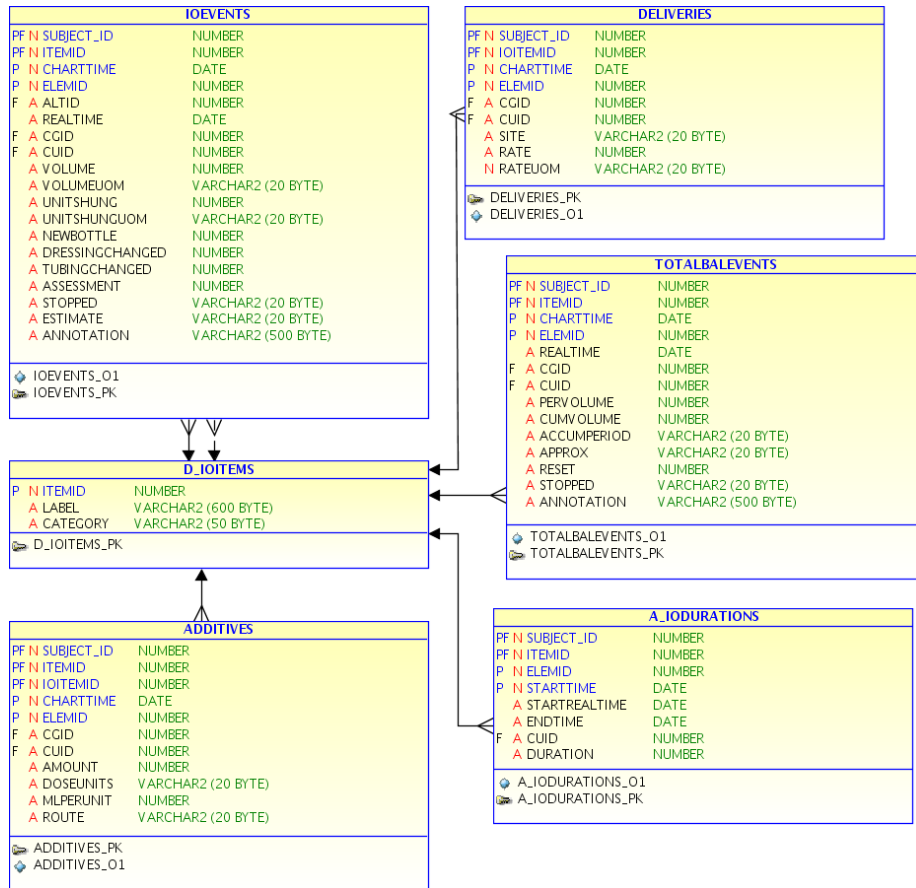 IOEVENTS
PF N SUBJECT_ID NUMBER
PF N ITEMID NUMBER
P N CHARTTIME DATE
P N ELEMID NUMBER
F A ALTID NUMBER
A REALTIME DATE
F A CGID NUMBER
F A CUID NUMBER
A VOLUME NUMBER
A VOLUMEUOM VARCHAR2 (20 BYTE)
A UNITSHUNG NUMBER
A UNITSHUNGUOM VARCHAR2 (20 BYTE)
A NEWBOTTLE NUMBER
A DRESSINGCHANGED NUMBER
A TUBINGCHANGED NUMBER
A ASSESSMENT NUMBER
A STOPPED VARCHAR2 (20 BYTE)
A ESTIMATE VARCHAR2 (20 BYTE)
A ANNOTATION VARCHAR2 (500 BYTE)
IOEVENTS_O1
IOEVENTS_PK
DELIVERIES
PF N SUBJECT_ID NUMBER
PF N IOITEMID NUMBER
P N CHARTTIME DATE
P N ELEMID NUMBER
F A CGID NUMBER
F A CUID NUMBER
A SITE VARCHAR2 (20 BYTE)
A RATE NUMBER
N RATEUOM VARCHAR2 (20 BYTE)
DELIVERIES_PK
DELIVERIES_O1
TOTALBALEVENTS
PF N SUBJECT_ID NUMBER
PF N ITEMID NUMBER
P N CHARTTIME DATE
P N ELEMID NUMBER
A REALTIME DATE
F A CGID NUMBER
F A CUID NUMBER
A PERVOLUME NUMBER
A CUMVOLUME NUMBER
A ACCUMPERIOD VARCHAR2 (20 BYTE)
A APPROX VARCHAR2 (20 BYTE)
A RESET NUMBER
A STOPPED VARCHAR2 (20 BYTE)
A ANNOTATION VARCHAR2 (500 BYTE)
TOTALBALEVENTS_O1
TOTALBALEVENTS_PK
D_IOITEMS
P N ITEMID NUMBER
A LABEL VARCHAR2 (600 BYTE)
A CATEGORY VARCHAR2 (50 BYTE)
D_IOITEMS_PK
ADDITIVES
PF N SUBJECT_ID NUMBER
PF N ITEMID NUMBER
PF N IOITEMID NUMBER
P N CHARTTIME DATE
P N ELEMID NUMBER
F A CGID NUMBER
F A CUID NUMBER
A AMOUNT NUMBER
A DOSEUNITS VARCHAR2 (20 BYTE)
A MLPERUNIT NUMBER
A ROUTE VARCHAR2 (20 BYTE)
ADDITIVES_PK
ADDITIVES_O1
A_IODURATIONS
PF N SUBJECT_ID NUMBER
PF N ITEMID NUMBER
P N ELEMID NUMBER
P N STARTTIME DATE
A STARTREALTIME DATE
A ENDTIME DATE
F A CUID NUMBER
A DURATION NUMBER
A_IODURATIONS_O1
A_IODURATIONS_PK